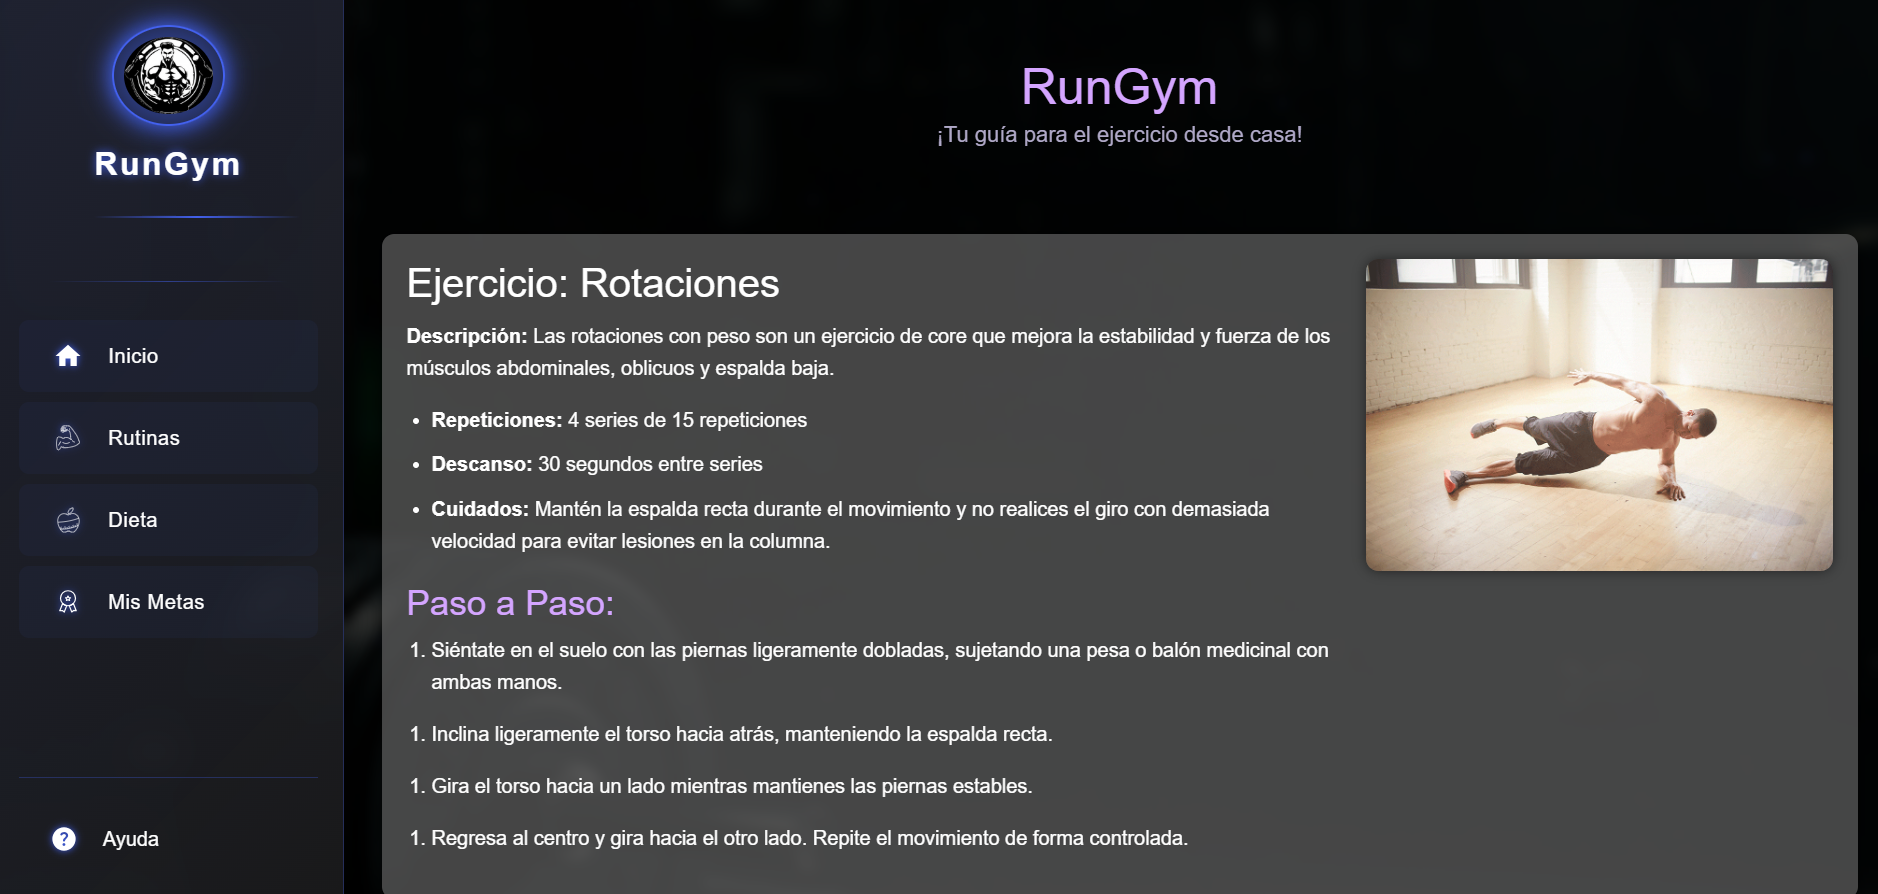 RunGym
Inicio
Rutinas
Dieta
Mis Metas
Ayuda
RunGym
¡Tu guía para el ejercicio desde casa!
Ejercicio: Rotaciones
Descripción: Las rotaciones con peso son un ejercicio de core que mejora la estabilidad y fuerza de los
músculos abdominales, oblicuos y espalda baja.
• Repeticiones: 4 series de 15 repeticiones
• Descanso: 30 segundos entre series
• Cuidados: Mantén la espalda recta durante el movimiento y no realices el giro con demasiada
velocidad para evitar lesiones en la columna.
Paso a Paso:
1. Siéntate en el suelo con las piernas ligeramente dobladas, sujetando una pesa o balón medicinal con
ambas manos.
1. Inclina ligeramente el torso hacia atrás, manteniendo la espalda recta.
1. Gira el torso hacia un lado mientras mantienes las piernas estables.
1. Regresa al centro y gira hacia el otro lado. Repite el movimiento de forma controlada.